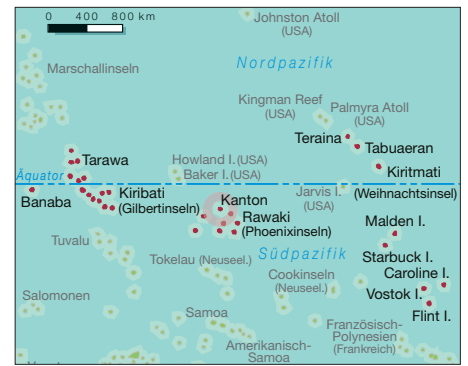 0 400 800 km
Johnston Atoll
(USA)
Nordpazifik
Marschallinseln
Kingman Reef
(USA)
Palmyra Atoll
(USA)
Teraina
Tabuaeran
Tarawa
Howland I.(USA)
Baker I.(USA)
Kiritmati
Äquator
Jarvis I.
(USA)
(Weihnachtsinsel)
Banaba
Kiribati
(Gilbertinseln)
Kanton
Rawaki
(Phoenixinseln)
Malden I.
Tuvalu
Südpazifik
Starbuck I.
Tokelau (Neuseel.)
Caroline I.
Cookinseln
(Neuseel.)
Vostok I.
Salomonen
Samoa
Flint I.
Französisch-
Polynesien
(Frankreich)
Amerikanisch-
Samoa